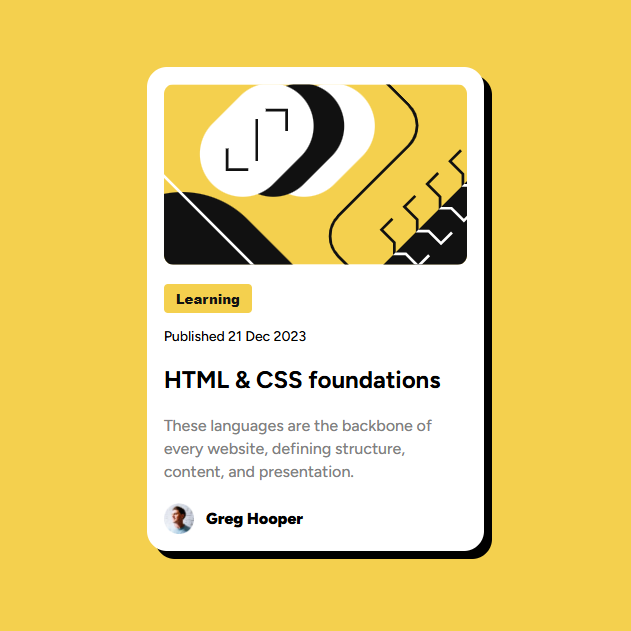 Learning
Published 21 Dec 2023
HTML & CSS foundations
These languages are the backbone of
every website, defining structure,
content, and presentation.
Greg Hooper